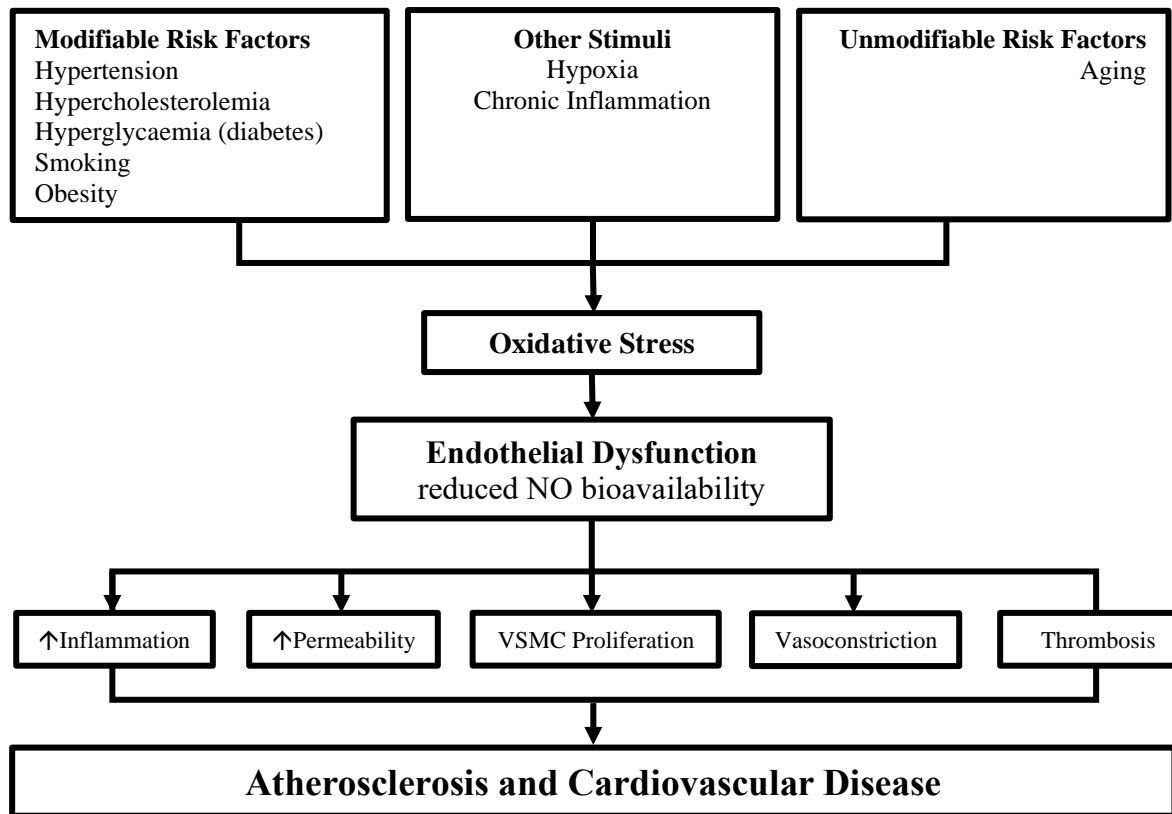 Modifiable Risk Factors
Hypertension
Hypercholesterolemia
Hyperglycaemia (diabetes)
Smoking
Obesity
Other Stimuli
Hypoxia
Chronic Inflammation
Unmodifiable Risk Factors
Aging
Oxidative Stress
Endothelial Dysfunction
reduced NO bioavailability
↑Inflammation
↑Permeability
VSMC Proliferation
Vasoconstriction
Thrombosis
Atherosclerosis and Cardiovascular Disease